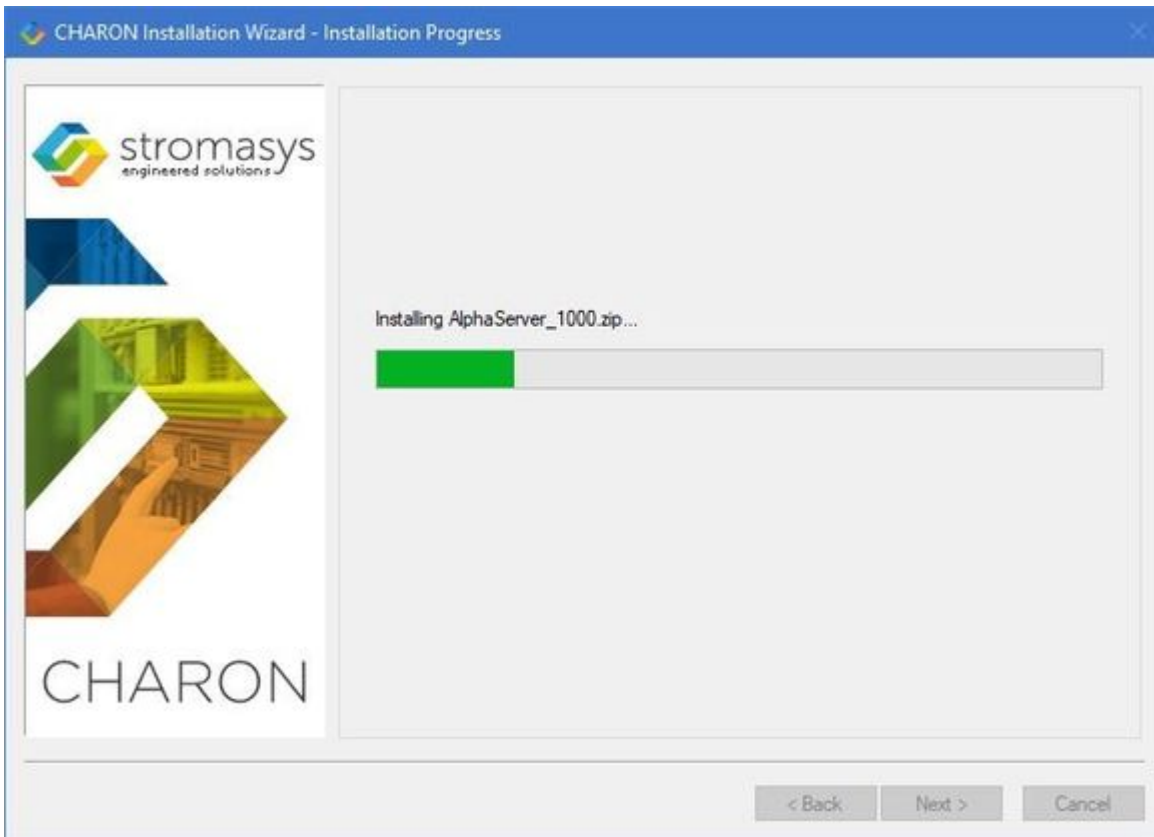 CHARON Installation Wizard - Installation Progress
stromasys
engineered solutions
Installing AlphaServer_1000.zip...
CHARON
< Back Next > Cancel